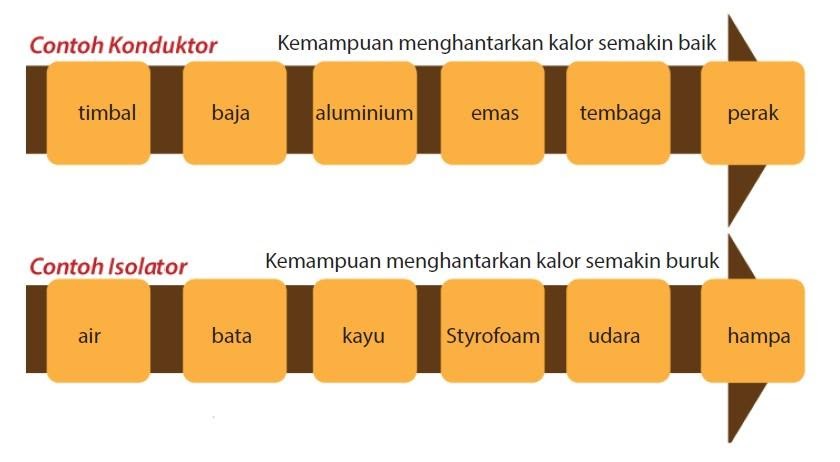 Contoh Konduktor
Kemampuan menghantarkan kalor semakin baik
timbal
baja
aluminium
emas
tembaga
perak
Contoh Isolator
Kemampuan menghantarkan kalor semakin buruk
air
bata
kayu
Styrofoam
udara
hampa